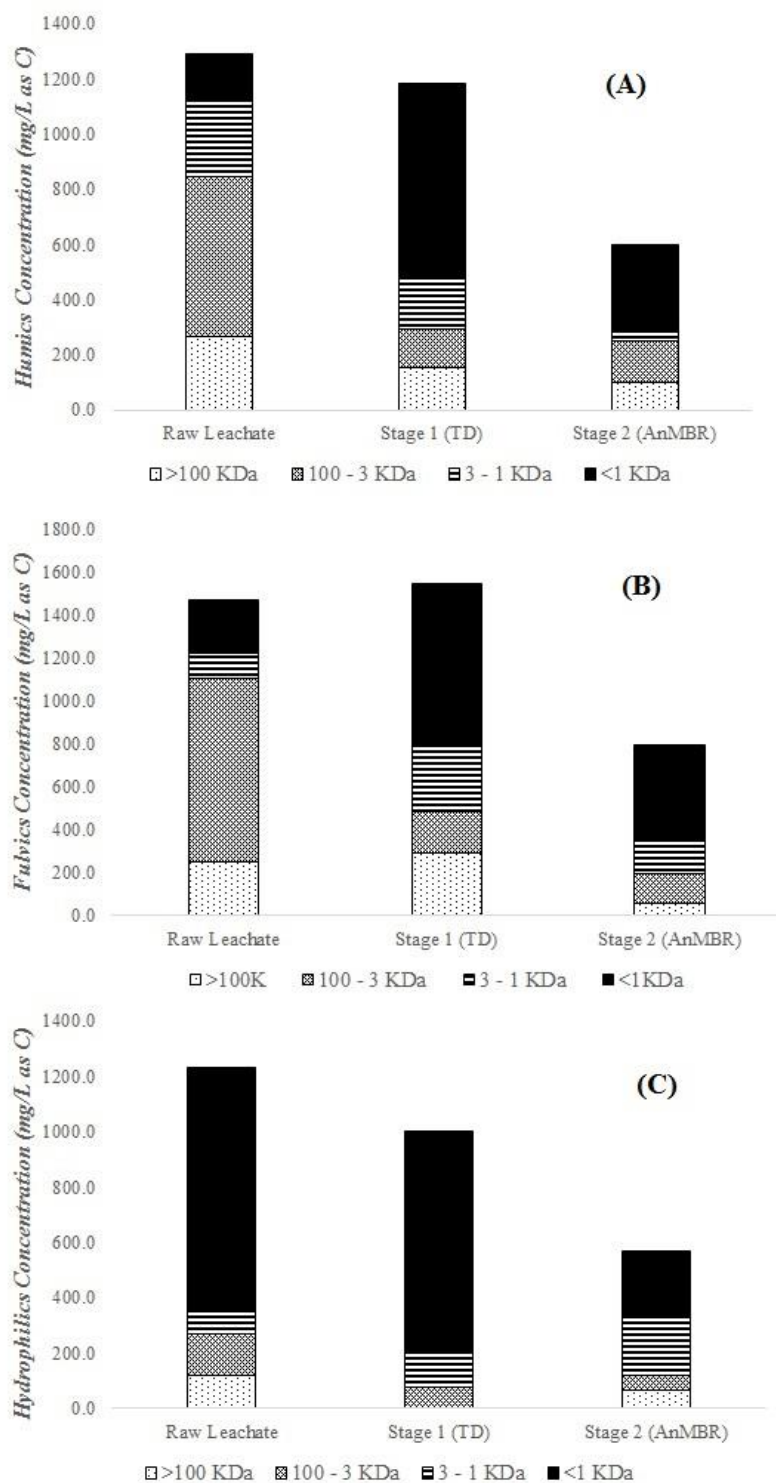 Humics Concentration (mg/L as C)
1400.0
1200.0
1000.0
800.0
600.0
400.0
200.0
0.0
(A)
Raw Leachate Stage 1 (TD) Stage 2 (AnMBR)
>100 KDa 100 - 3 KDa 3 - 1 KDa <1 KDa
Fulvics Concentration (mg/L as C)
1800.0
1600.0
1400.0
1200.0
1000.0
800.0
600.0
400.0
200.0
0.0
(B)
Raw Leachate Stage 1 (TD) Stage 2 (AnMBR)
>100K 100 - 3 KDa 3 - 1 KDa <1KDa
Hydrophilics Concentration (mg/L as C)
1400.0
1200.0
1000.0
800.0
600.0
400.0
200.0
0.0
(C)
Raw Leachate Stage 1 (TD) Stage 2 (AnMBR)
>100 KDa 100 - 3 KDa 3 - 1 KDa <1 KDa